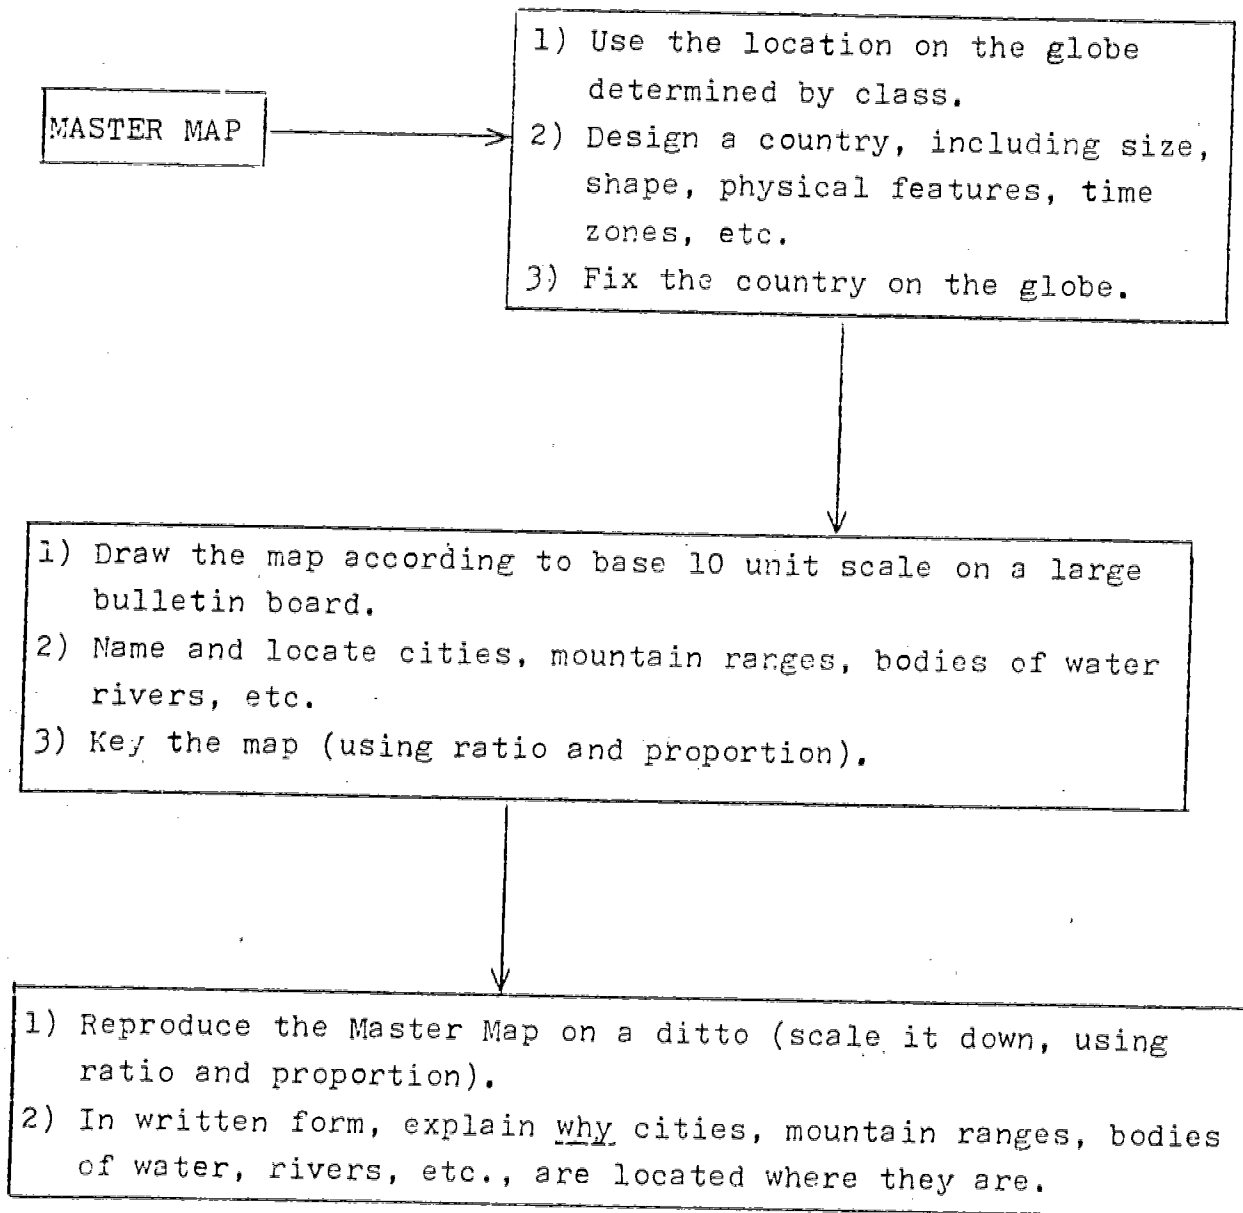 MASTER MAP
1) Use the location on the globe
determined by class.
2) Design a country, including size,
shape, physical features, time
zones, etc.
3) Fix the country on the globe.
1) Draw the map according to base 10 unit scale on a large
bulletin board.
2) Name and locate cities, mountain ranges, bodies of water
rivers, etc.
3) Key the map (using ratio and proportion).
1) Reproduce the Master Map on a ditto (scale it down, using
ratio and proportion).
2) In written form, explain why cities, mountain ranges, bodies
of water, rivers, etc., are located where they are.